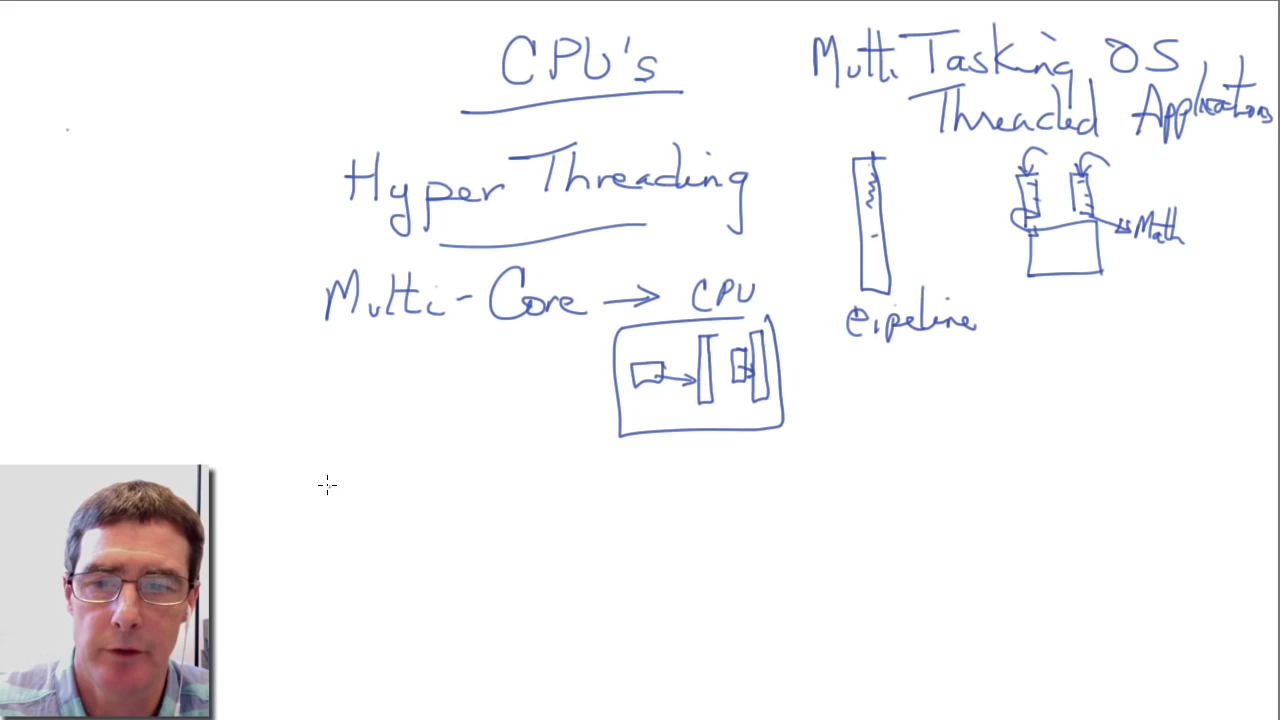 CPU's
Multi Tasking OS
Threaded Applications
Hyper Threading
Math
Multi-Core → CPU
Pipeline